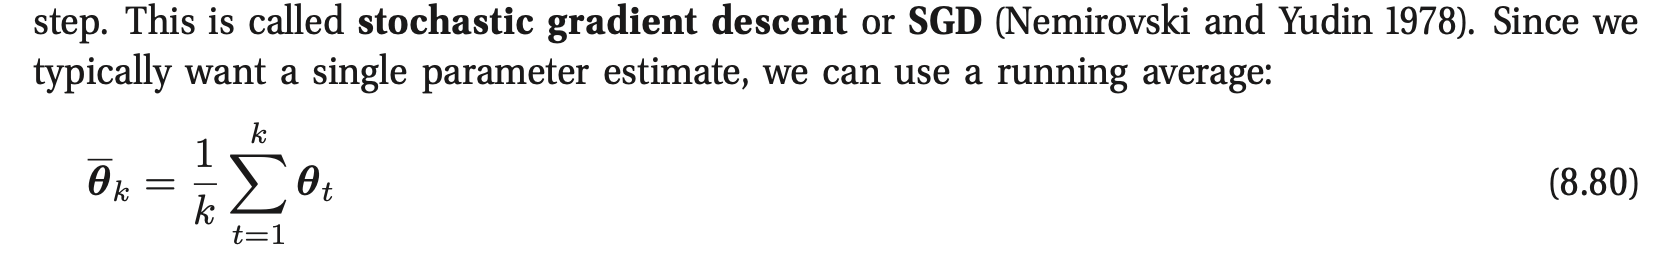 step. This is called stochastic gradient descent or SGD (Nemirovski and Yudin 1978). Since we
typically want a single parameter estimate, we can use a running average:
$\overline{\boldsymbol{\theta}}_k = \frac{1}{k} \sum_{t=1}^{k} \boldsymbol{\theta}_t$ (8.80)